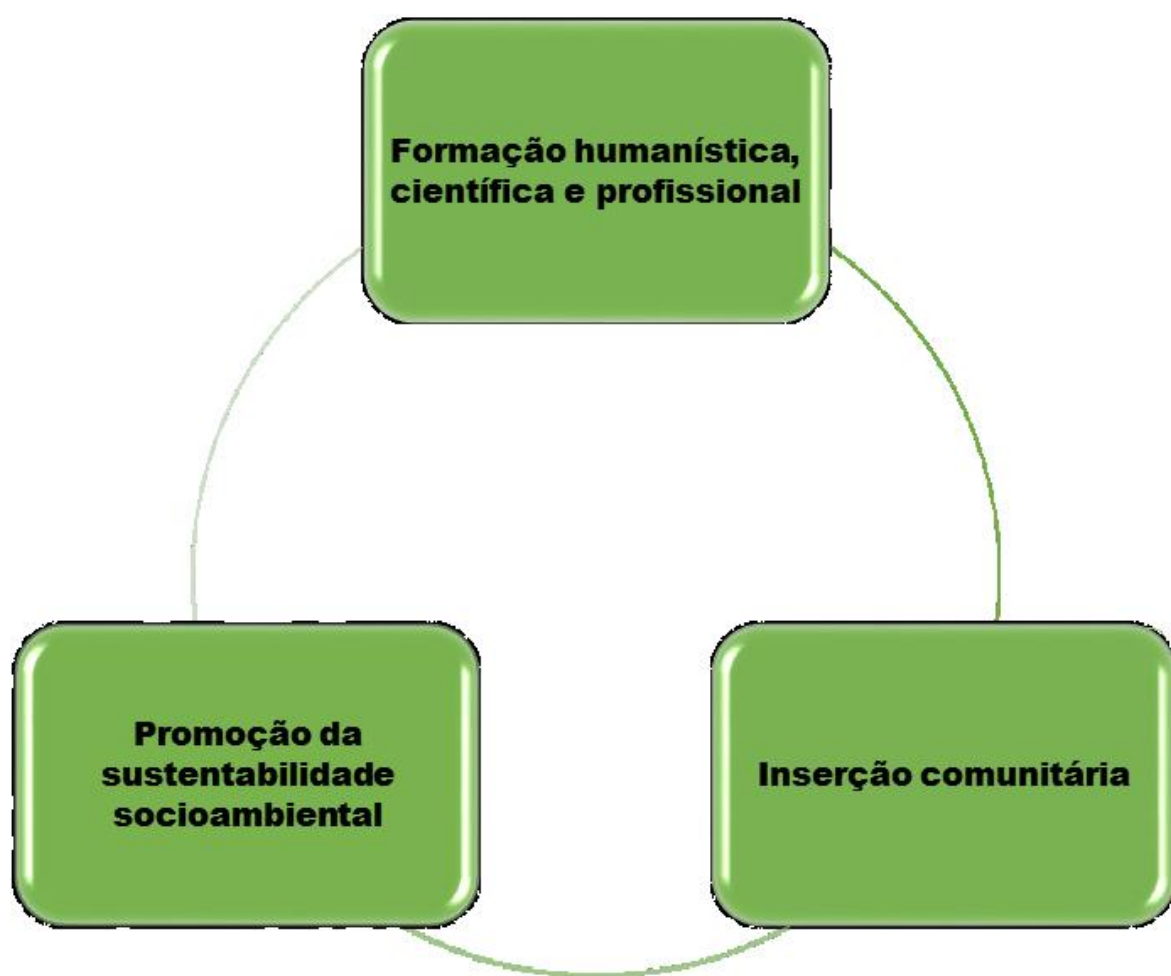 Formação humanística,
científica e profissional
Promoção da
sustentabilidade
socioambiental
Inserção comunitária